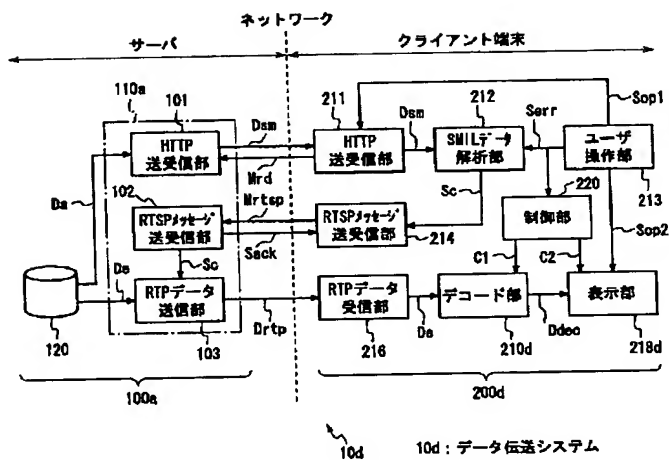 ネットワーク
サーバ
クライアント端末
110a
101
HTTP
送受信部
Dsm
Mrd
211
HTTP
送受信部
Dsm
212
SMILデータ
解析部
Serr
Sop1
ユーザ
操作部
213
Da
102
RTSPメッセージ
送受信部
Mrtsp
Sack
RTSPメッセージ
送受信部
214
Sc
220
制御部
Sop2
Sc
C1
C2
De
RTPデータ
送信部
Drtp
RTPデータ
受信部
De
デコード部
Ddec
表示部
120
103
216
210d
218d
100a
200d
10d
10d：データ伝送システム